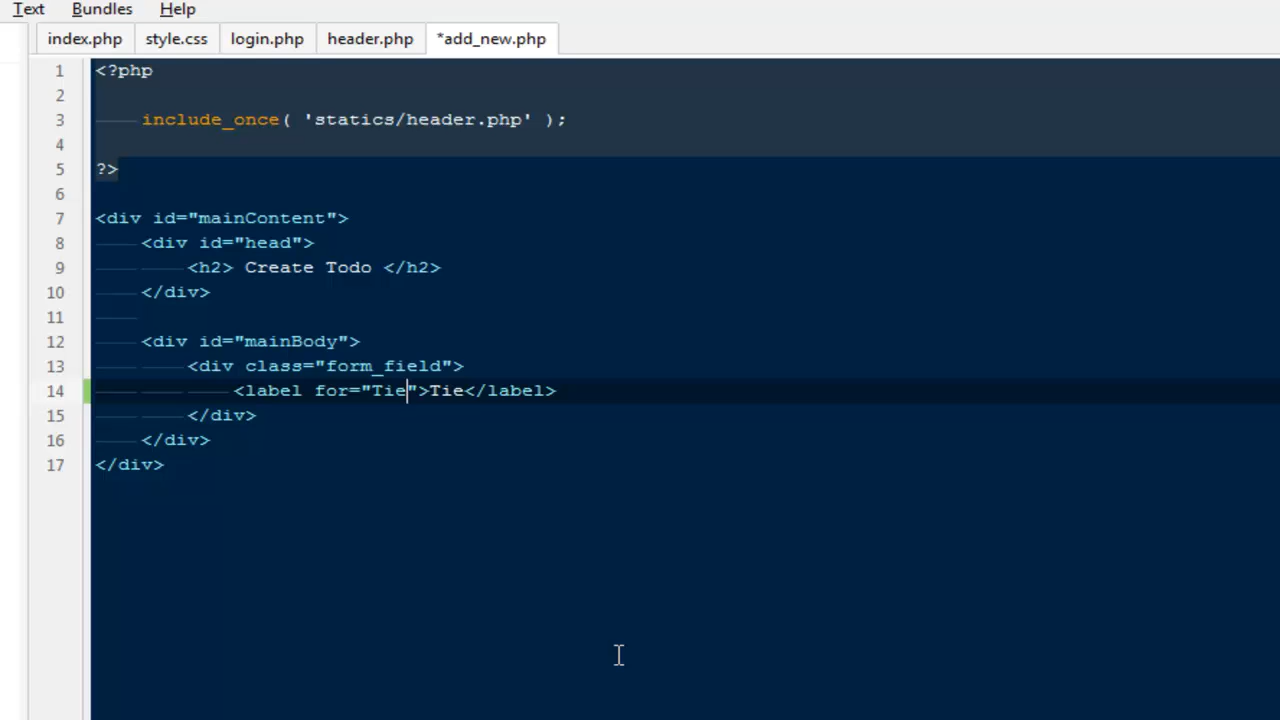 Text Bundles Help
index.php style.css login.php header.php *add_new.php
1 <?php
2
3 include_once( 'statics/header.php' );
4
5 ?>
6
7 <div id="mainContent">
8 <div id="head">
9 <h2> Create Todo </h2>
10 </div>
11
12 <div id="mainBody">
13 <div class="form_field">
14 <label for="Tie">Tie</label>
15 </div>
16 </div>
17 </div>